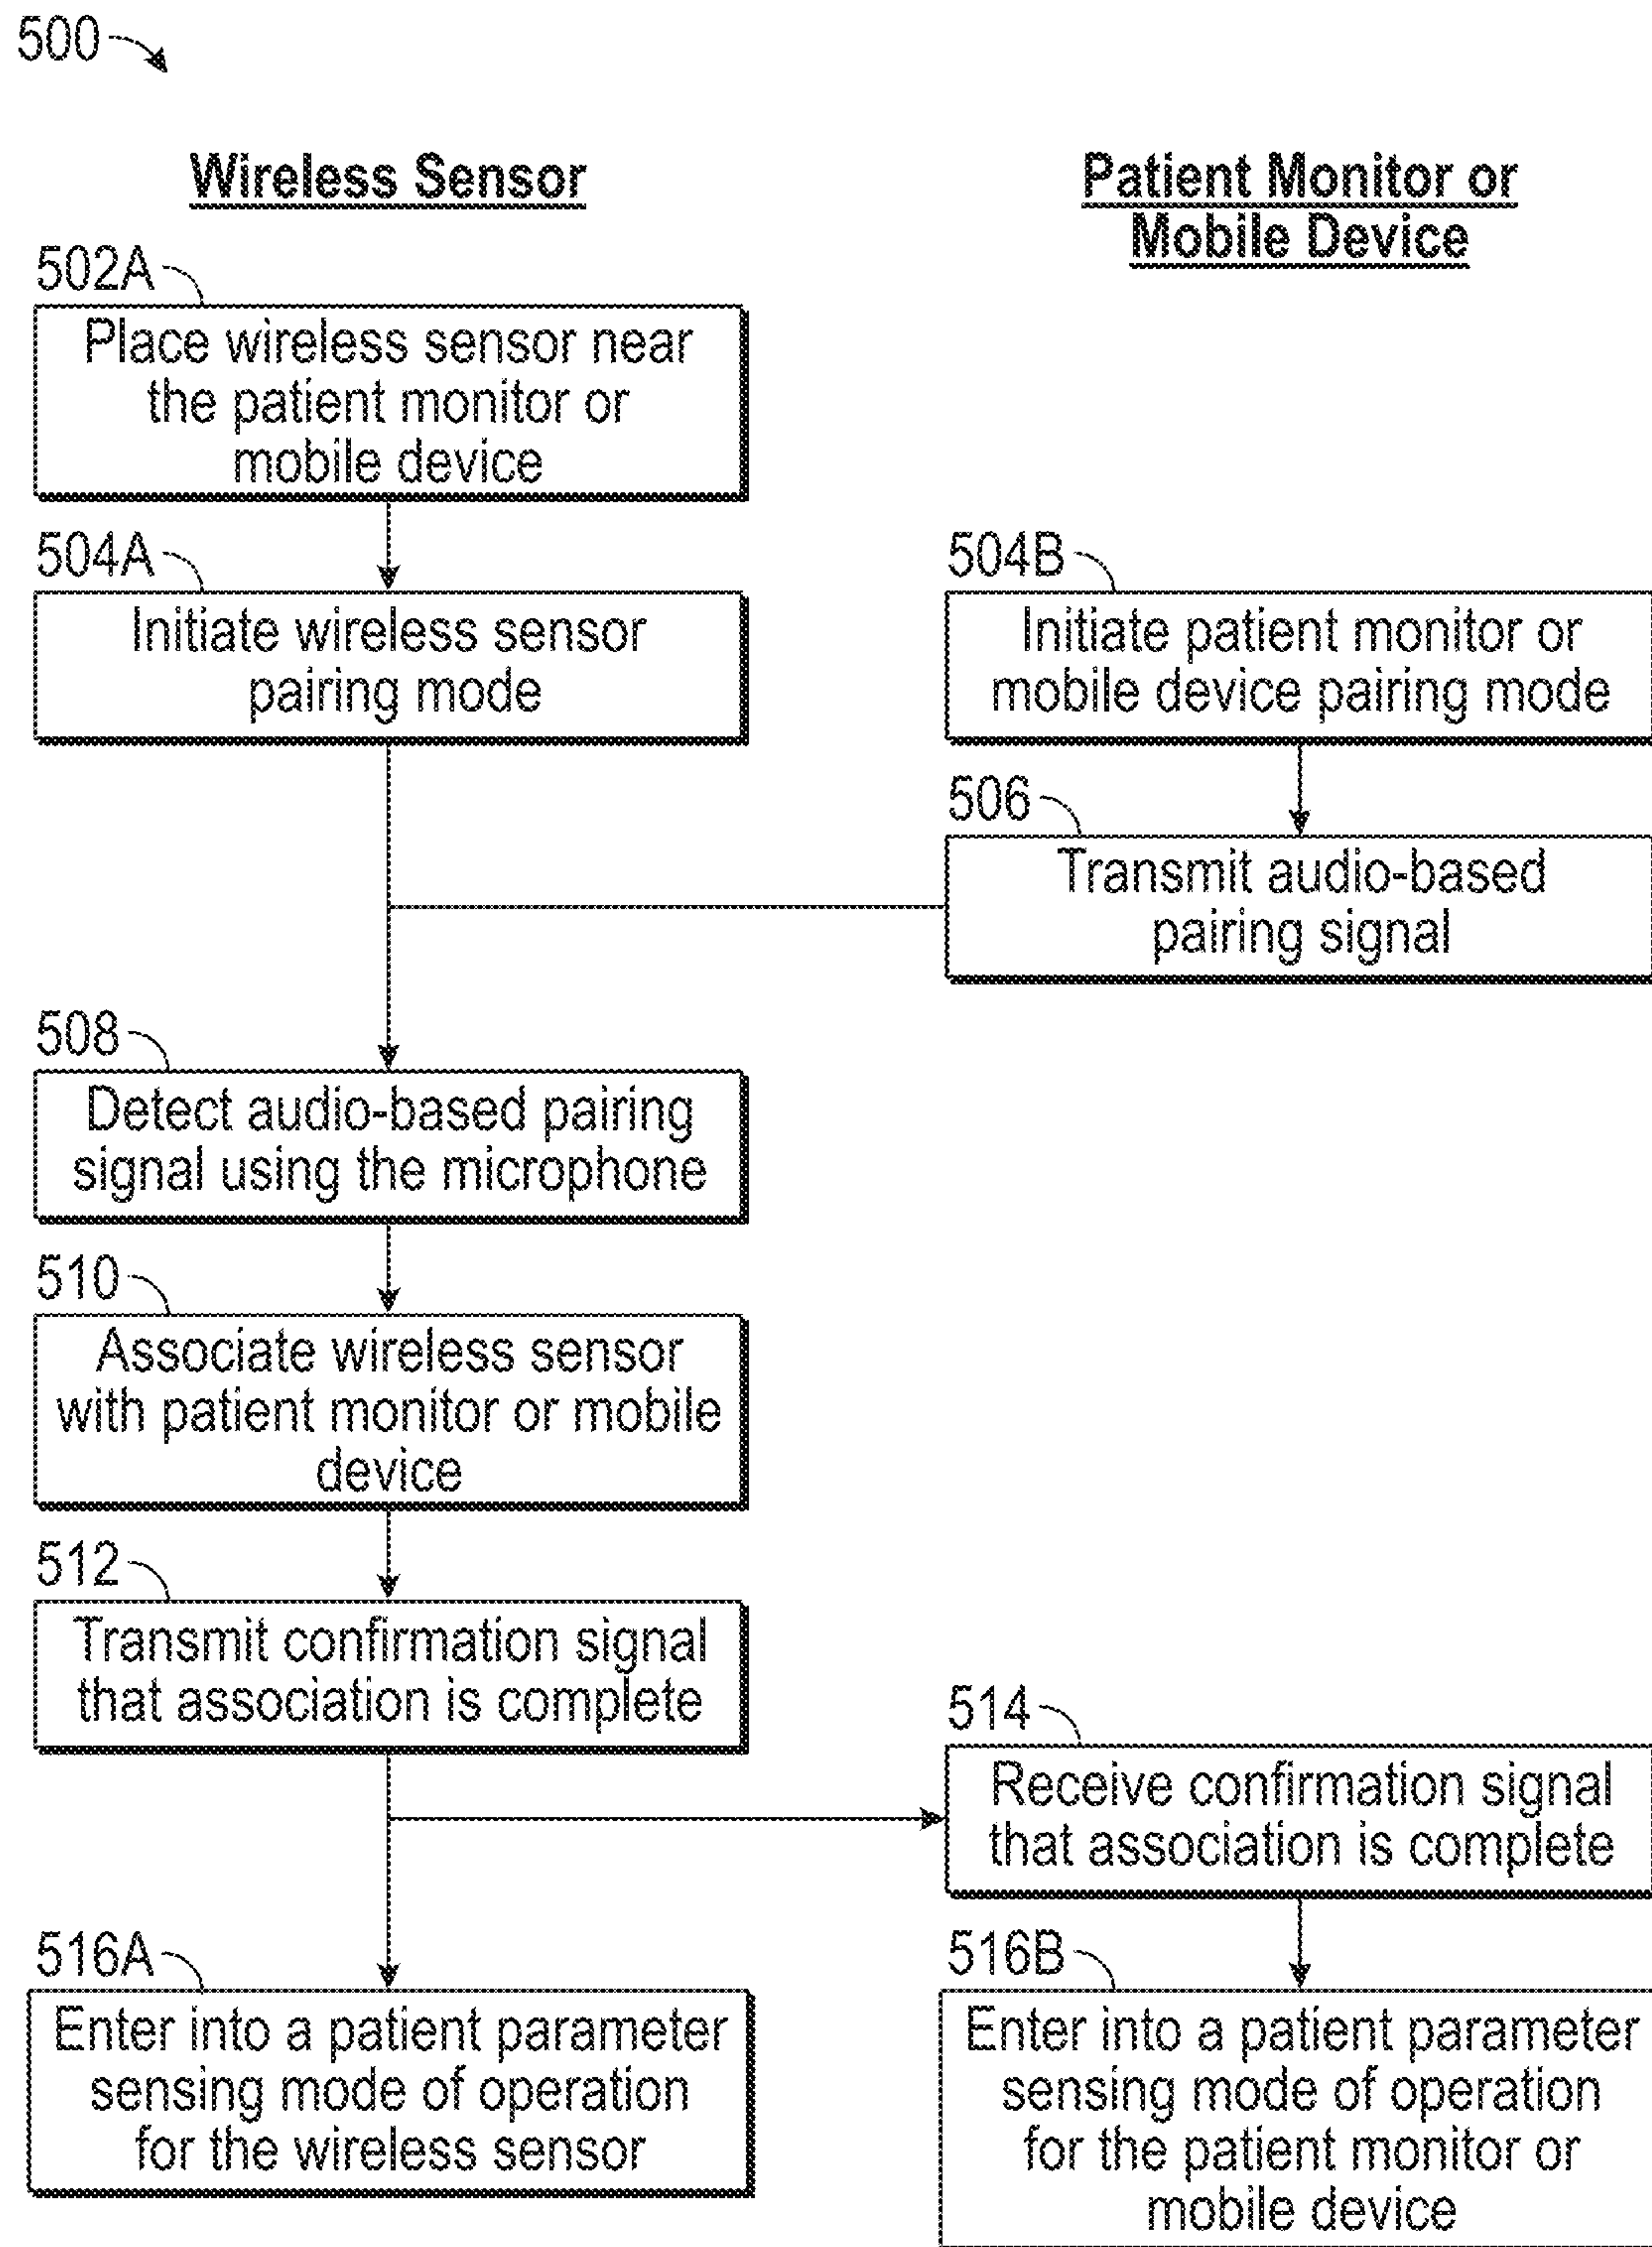 500
Wireless Sensor
Patient Monitor or
Mobile Device
502A
Place wireless sensor near
the patient monitor or
mobile device
504A
Initiate wireless sensor
pairing mode
504B
Initiate patient monitor or
mobile device pairing mode
506
Transmit audio-based
pairing signal
508
Detect audio-based pairing
signal using the microphone
510
Associate wireless sensor
with patient monitor or mobile
device
512
Transmit confirmation signal
that association is complete
514
Receive confirmation signal
that association is complete
516A
Enter into a patient parameter
sensing mode of operation
for the wireless sensor
516B
Enter into a patient parameter
sensing mode of operation
for the patient monitor or
mobile device